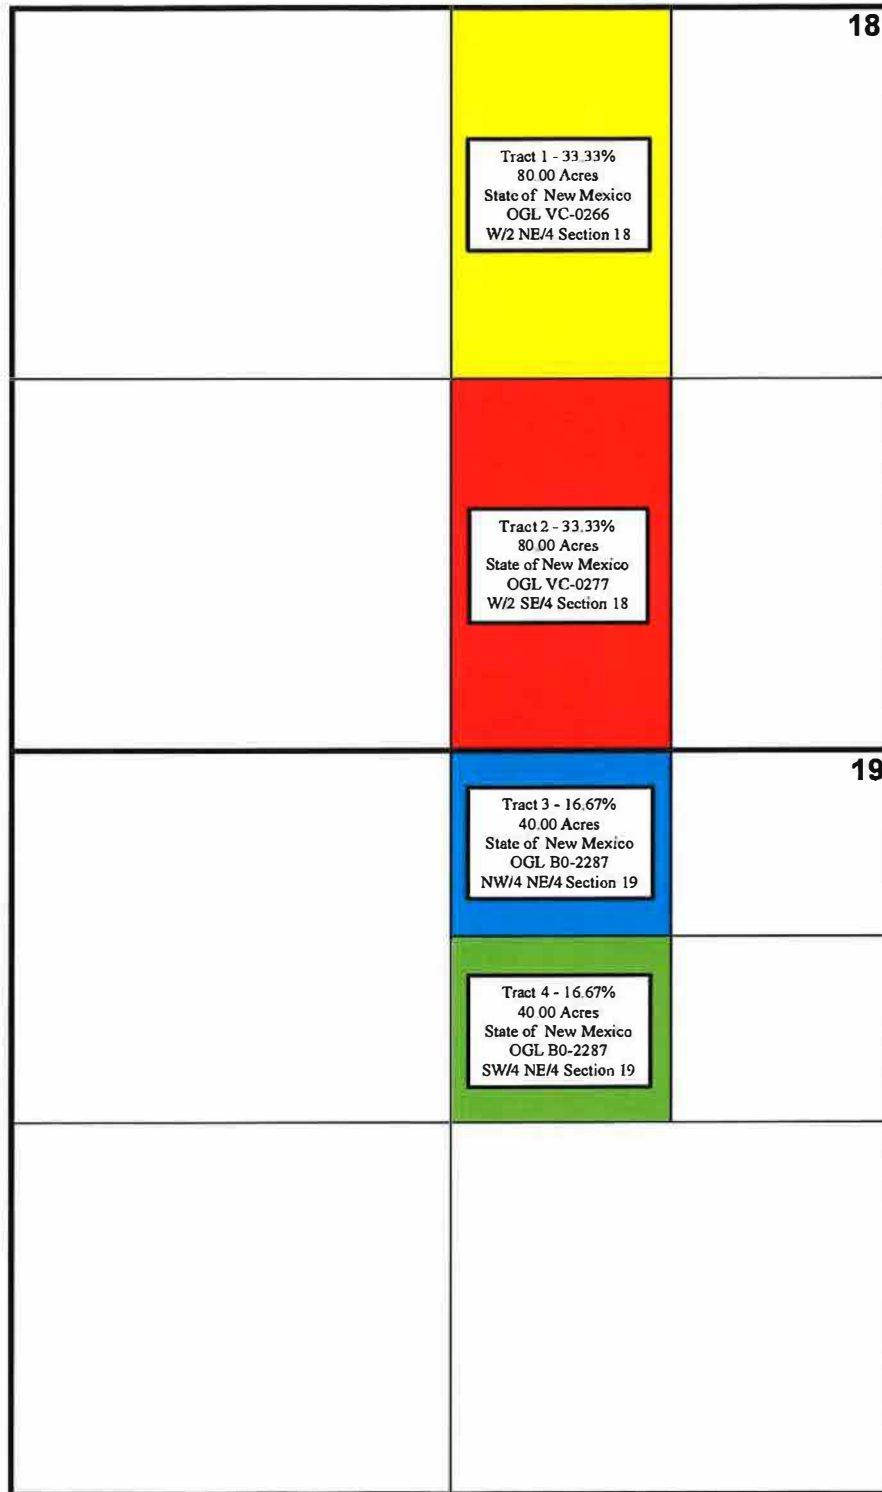 18
Tract 1 - 33.33%
80.00 Acres
State of New Mexico
OGL VC-0266
W/2 NE/4 Section 18
Tract 2 - 33.33%
80.00 Acres
State of New Mexico
OGL VC-0277
W/2 SE/4 Section 18
19
Tract 3 - 16.67%
40.00 Acres
State of New Mexico
OGL B0-2287
NW/4 NE/4 Section 19
Tract 4 - 16.67%
40.00 Acres
State of New Mexico
OGL B0-2287
SW/4 NE/4 Section 19